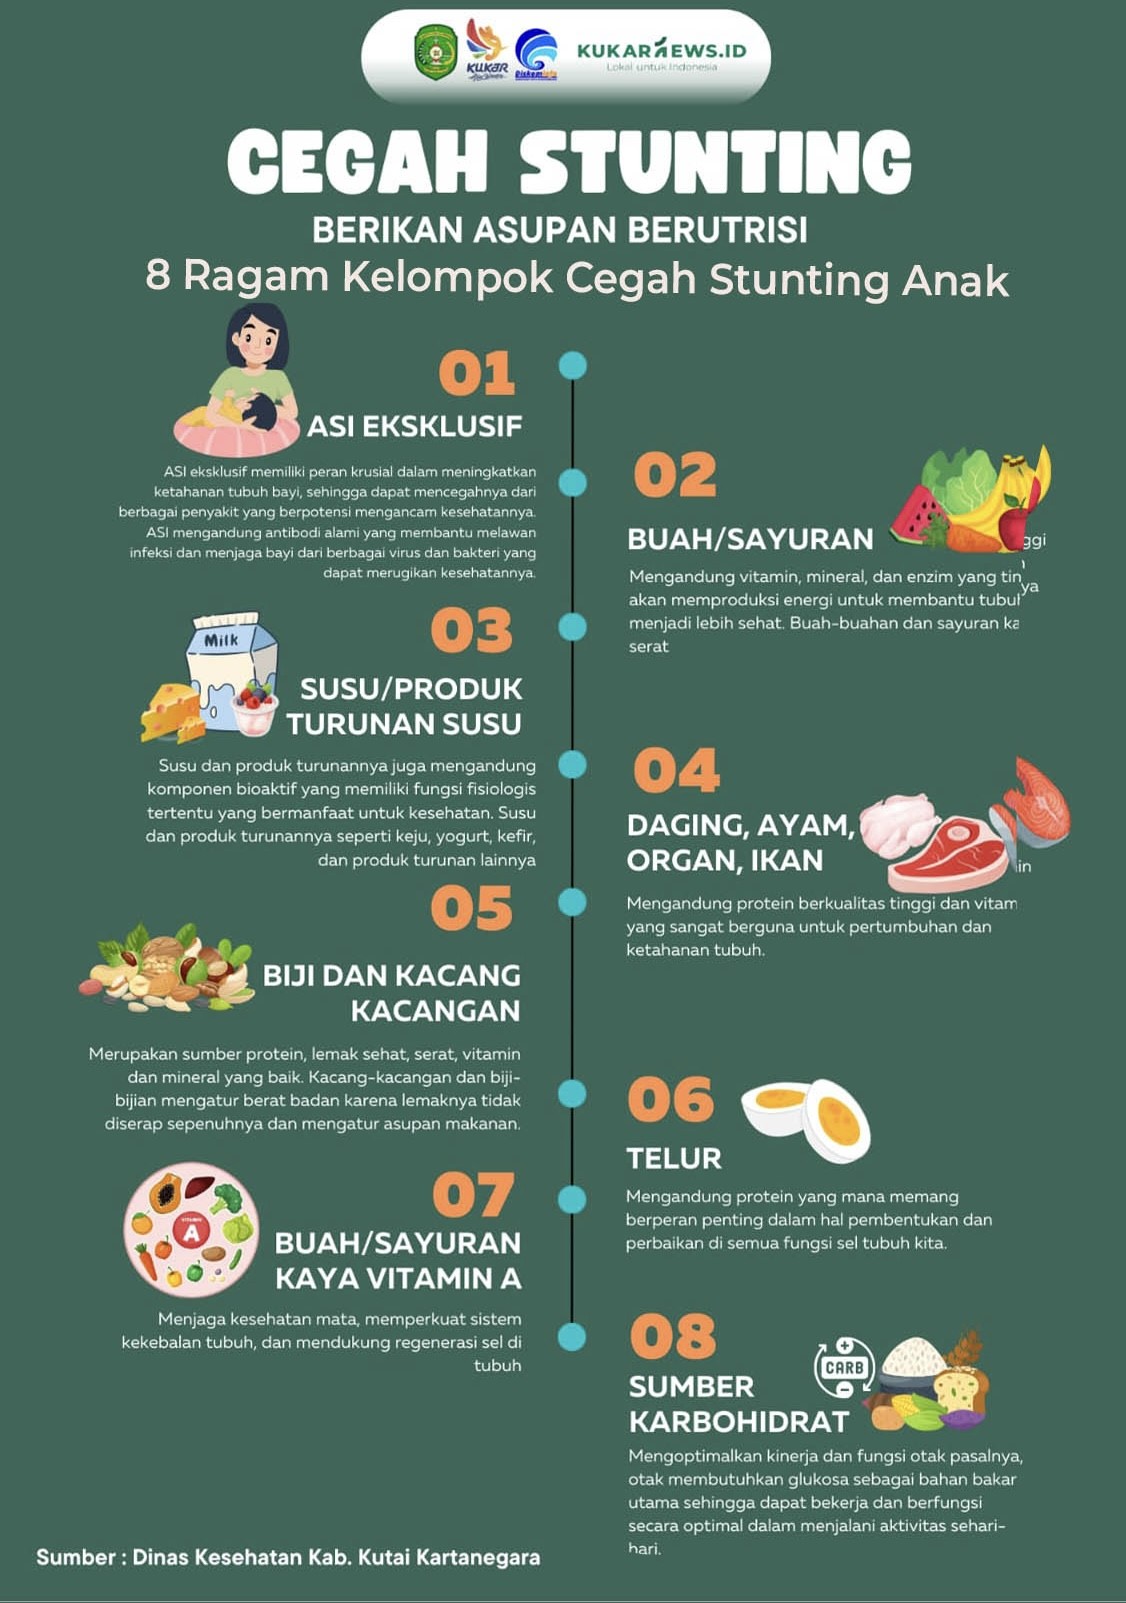 KUKARNEWS.ID
Lokal untuk Indonesia
KUKAR
CEGAH STUNTING
BERIKAN ASUPAN BERUTRISI
8 Ragam Kelompok Cegah Stunting Anak
01
ASI EKSKLUSIF
ASI eksklusif memiliki peran krusial dalam meningkatkan
ketahanan tubuh bayi, sehingga dapat mencegahnya dari
berbagai penyakit yang berpotensi mengancam kesehatannya.
ASI mengandung antibodi alami yang membantu melawan
infeksi dan menjaga bayi dari berbagai virus dan bakteri yang
dapat merugikan kesehatannya.
02
BUAH/SAYURAN
ggi
Mengandung vitamin, mineral, dan enzim yang tin
ya
akan memproduksi energi untuk membantu tubuh
menjadi lebih sehat. Buah-buahan dan sayuran ka
serat
03
Milk
SUSU/PRODUK
TURUNAN SUSU
Susu dan produk turunannya juga mengandung
komponen bioaktif yang memiliki fungsi fisiologis
tertentu yang bermanfaat untuk kesehatan. Susu
dan produk turunannya seperti keju, yogurt, kefir,
dan produk turunan lainnya
04
DAGING, AYAM,
ORGAN, IKAN
in
Mengandung protein berkualitas tinggi dan vitam
yang sangat berguna untuk pertumbuhan dan
ketahanan tubuh.
05
BIJI DAN KACANG
KACANGAN
Merupakan sumber protein, lemak sehat, serat, vitamin
dan mineral yang baik. Kacang-kacangan dan biji-
bijian mengatur berat badan karena lemaknya tidak
diserap sepenuhnya dan mengatur asupan makanan.
06
TELUR
Mengandung protein yang mana memang
berperan penting dalam hal pembentukan dan
perbaikan di semua fungsi sel tubuh kita.
07
VITAMIN
A
BUAH/SAYURAN
KAYA VITAMIN A
Menjaga kesehatan mata, memperkuat sistem
kekebalan tubuh, dan mendukung regenerasi sel di
tubuh
08
CARB
SUMBER
KARBOHIDRAT
Mengoptimalkan kinerja dan fungsi otak pasalnya,
otak membutuhkan glukosa sebagai bahan bakar
utama sehingga dapat bekerja dan berfungsi
secara optimal dalam menjalani aktivitas sehari-
hari.
Sumber : Dinas Kesehatan Kab. Kutai Kartanegara